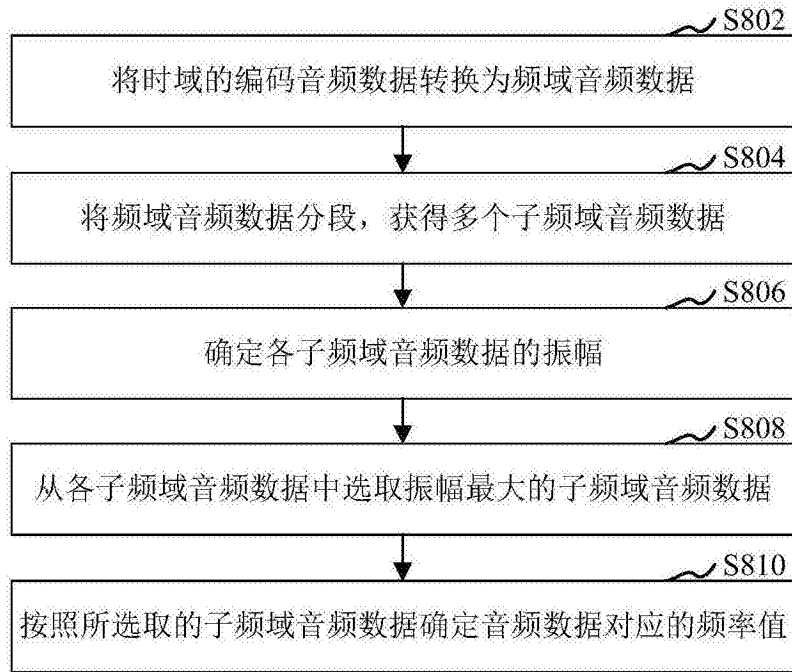 S802
将时域的编码音频数据转换为频域音频数据
S804
将频域音频数据分段，获得多个子频域音频数据
S806
确定各子频域音频数据的振幅
S808
从各子频域音频数据中选取振幅最大的子频域音频数据
S810
按照所选取的子频域音频数据确定音频数据对应的频率值